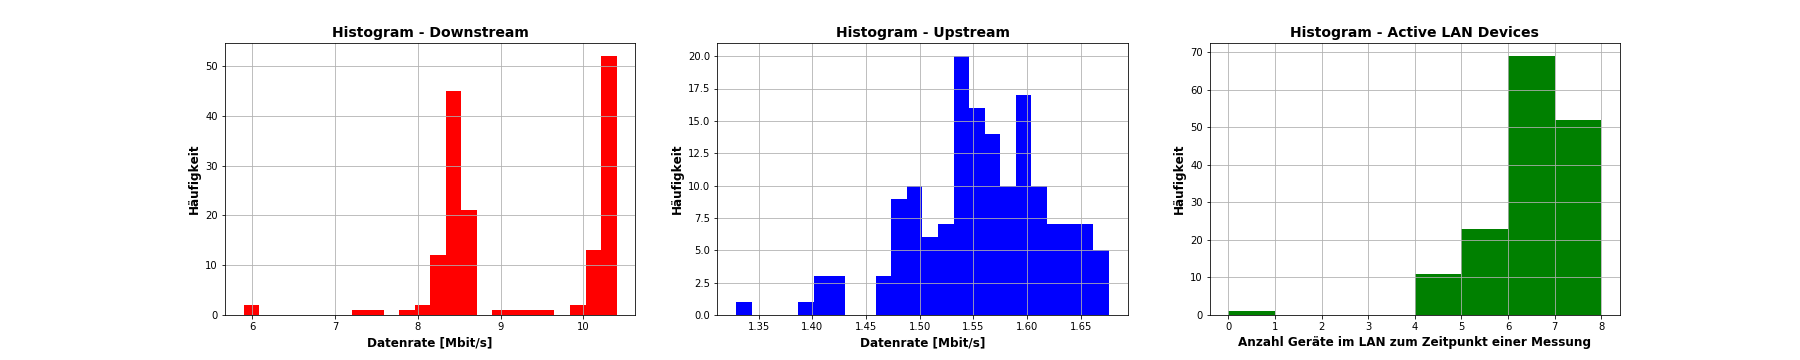 Histogram - Downstream
Häufigkeit
50
40
30
20
10
0
6 7 8 9 10
Datenrate [Mbit/s]
Histogram - Upstream
Häufigkeit
20.0
17.5
15.0
12.5
10.0
7.5
5.0
2.5
0.0
1.35 1.40 1.45 1.50 1.55 1.60 1.65
Datenrate [Mbit/s]
Histogram - Active LAN Devices
Häufigkeit
70
60
50
40
30
20
10
0
0 1 2 3 4 5 6 7 8
Anzahl Geräte im LAN zum Zeitpunkt einer Messung